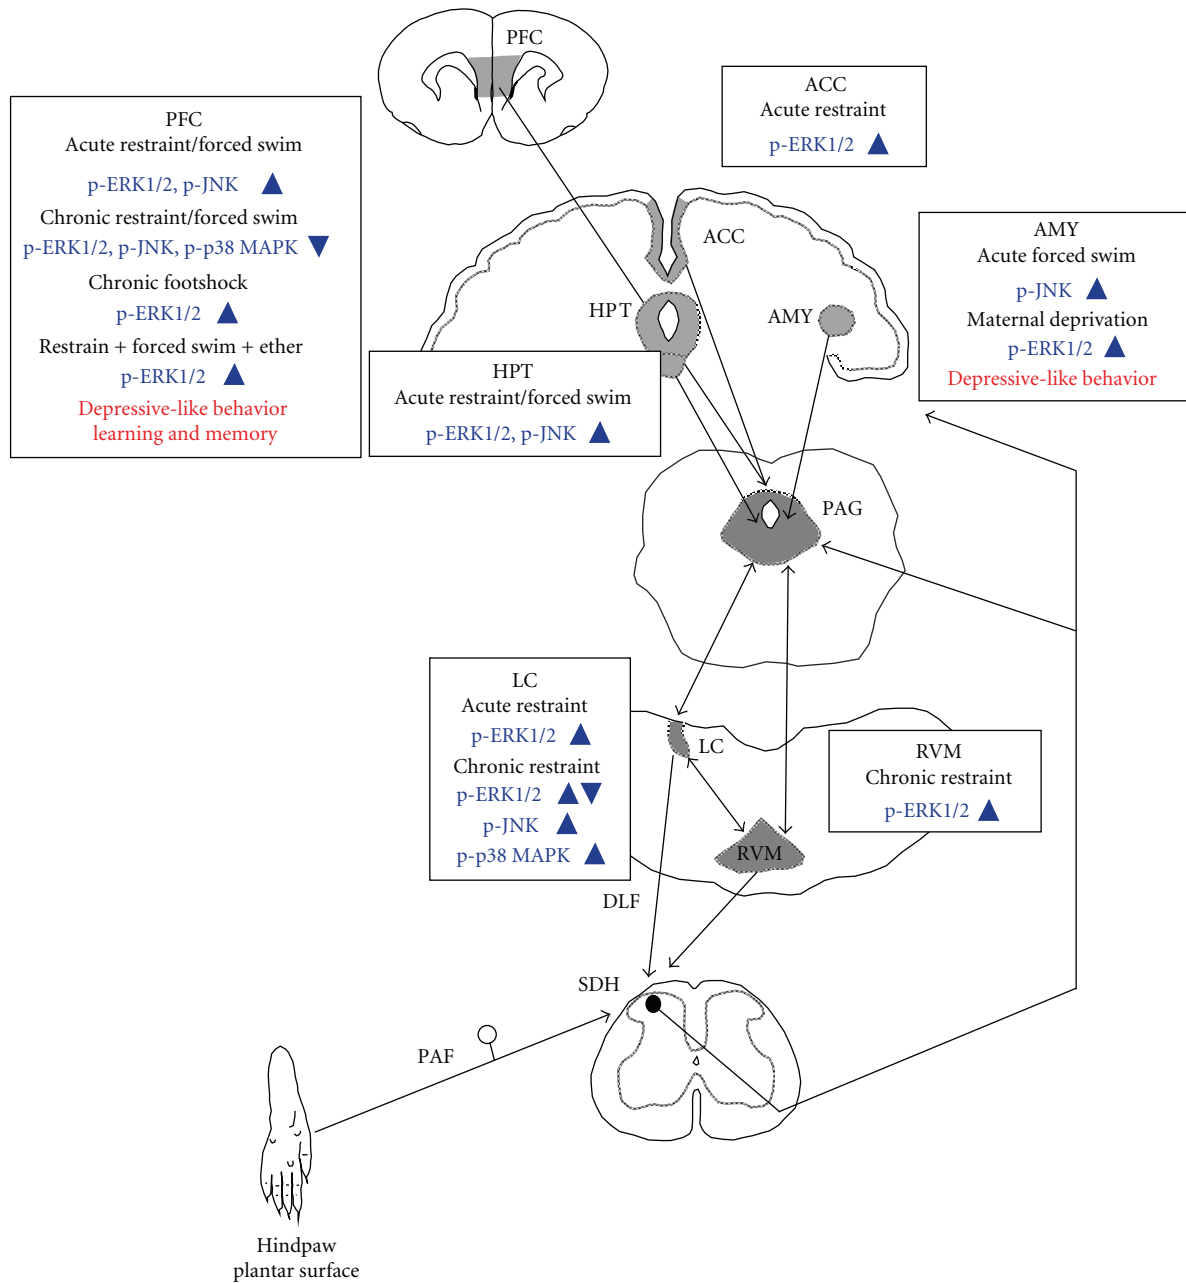 PFC
PFC
Acute restraint/forced swim
p-ERK1/2, p-JNK
Chronic restraint/forced swim
p-ERK1/2, p-JNK, p-p38 MAPK
Chronic footshock
p-ERK1/2
Restrain + forced swim + ether
p-ERK1/2
Depressive-like behavior
learning and memory
ACC
Acute restraint
p-ERK1/2
ACC
HPT
AMY
AMY
Acute forced swim
p-JNK
Maternal deprivation
p-ERK1/2
Depressive-like behavior
HPT
Acute restraint/forced swim
p-ERK1/2, p-JNK
PAG
LC
Acute restraint
p-ERK1/2
Chronic restraint
p-ERK1/2
p-JNK
p-p38 MAPK
LC
RVM
RVM
Chronic restraint
p-ERK1/2
DLF
SDH
PAF
Hindpaw
plantar surface